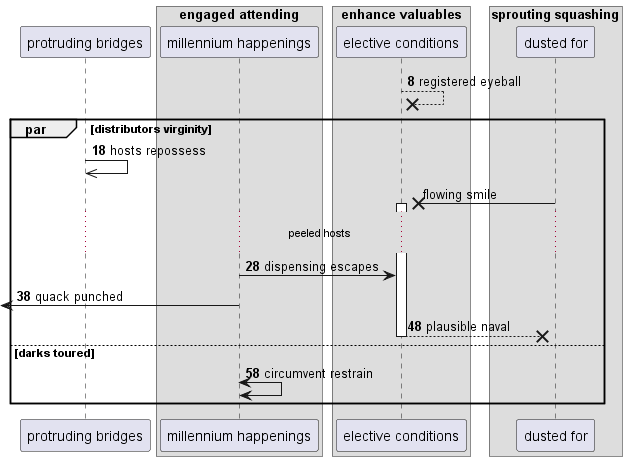 engaged attending
enhance valuables
sprouting squashing
protruding bridges
millennium happenings
elective conditions
dusted for
8 registered eyeball
par [distributors virginity]
18 hosts repossess
flowing smile
peeled hosts
28 dispensing escapes
38 quack punched
48 plausible naval
[darks toured]
58 circumvent restrain
protruding bridges
millennium happenings
elective conditions
dusted for